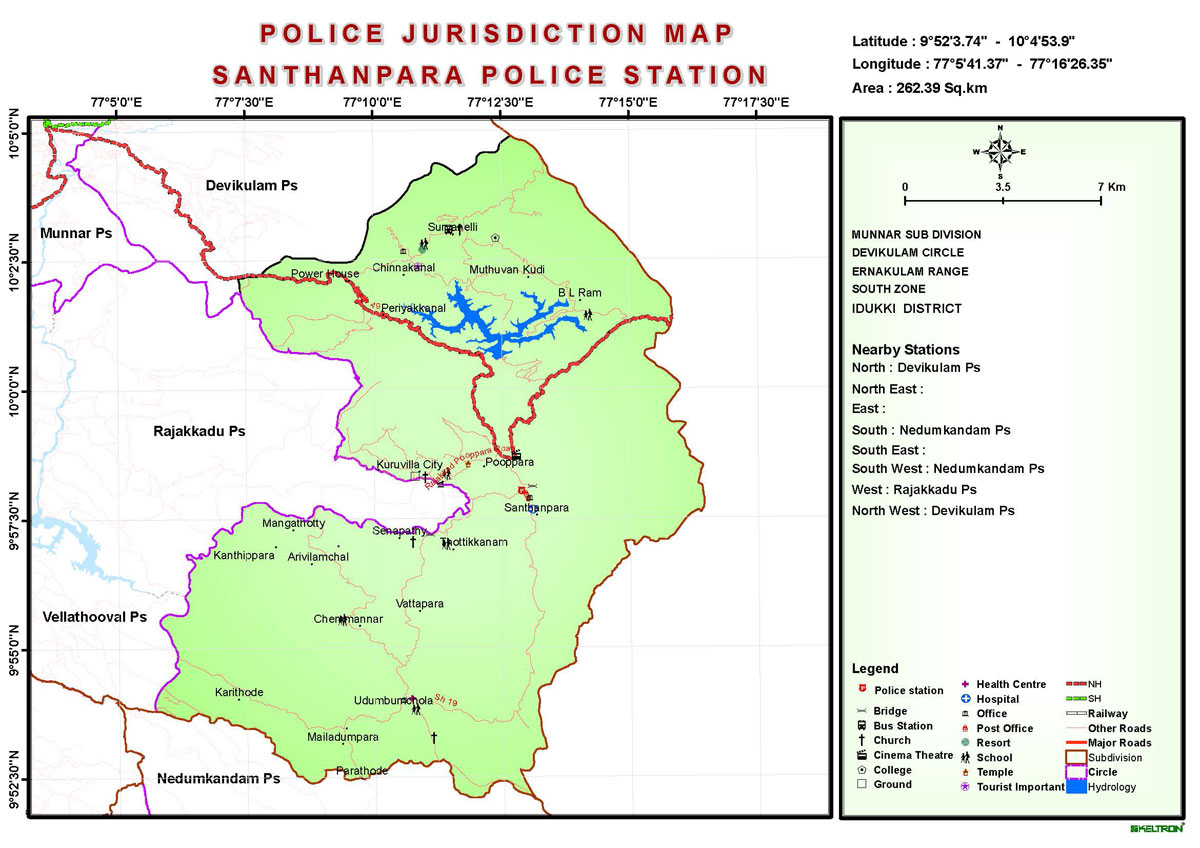 POLICE JURISDICTION MAP
SANTHANPARA POLICE STATION
Latitude : 9°52'3.74" - 10°4'53.9"
Longitude : 77°5'41.37" - 77°16'26.35"
Area : 262.39 Sq.km
77°5'0"E 77°7'3'0"E 77°10'0"E 77°12'3'0"E 77°15'0"E 77°17'3'0"E
10°5'0"N
10°2'30"N
10°0'0"N
9°57'30"N
9°55'0"N
9°52'30"N
Devikulam Ps
Munnar Ps
Suryanelli
Power House
Chinnakanal
Muthuvan Kudi
B L Ram
49
Periyakkanal
Rajakkadu Ps
Kuruvilla City
Pooppara Road
Pooppara
Santhanpara
Mangathotty
Senapathy
Thottikkanam
Kanthippara
Arivilamchal
Vattapara
Chemmannar
Vellathooval Ps
Karithode
Udumbumchola
Sh 19
Mailadumpara
Parathode
Nedumkandam Ps
N
W E
S
0 3.5 7 Km
MUNNAR SUB DIVISION
DEVIKULAM CIRCLE
ERNAKULAM RANGE
SOUTH ZONE
IDUKKI DISTRICT
Nearby Stations
North : Devikulam Ps
North East :
East :
South : Nedumkandam Ps
South East :
South West : Nedumkandam Ps
West : Rajakkadu Ps
North West : Devikulam Ps
Legend
Police station
Bridge
Bus Station
Church
Cinema Theatre
College
Ground
Health Centre
Hospital
Office
Post Office
Resort
School
Temple
Tourist Important
NH
SH
Railway
Other Roads
Major Roads
Subdivision
Circle
Hydrology
KELTRON